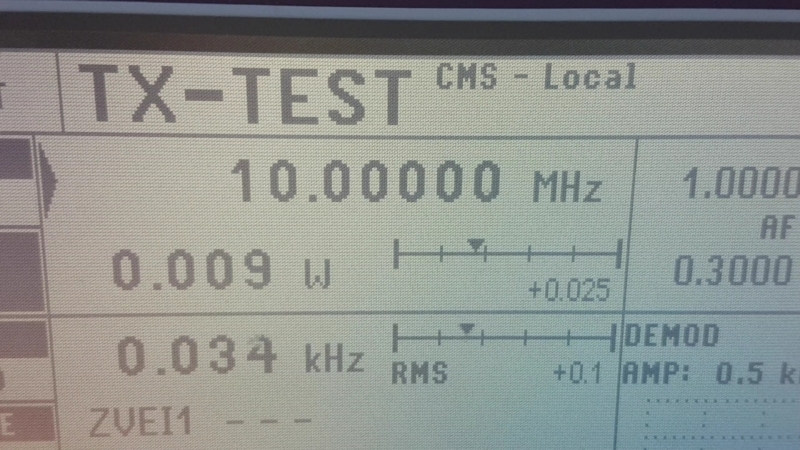 TX-TEST CMS - Local
10.00000 MHz
0.009 W
+0.025
0.034 kHz
RMS +0.1
ZVEI1 - - -
1.0000
AF
0.3000
DEMOD
AMP: 0.5 k